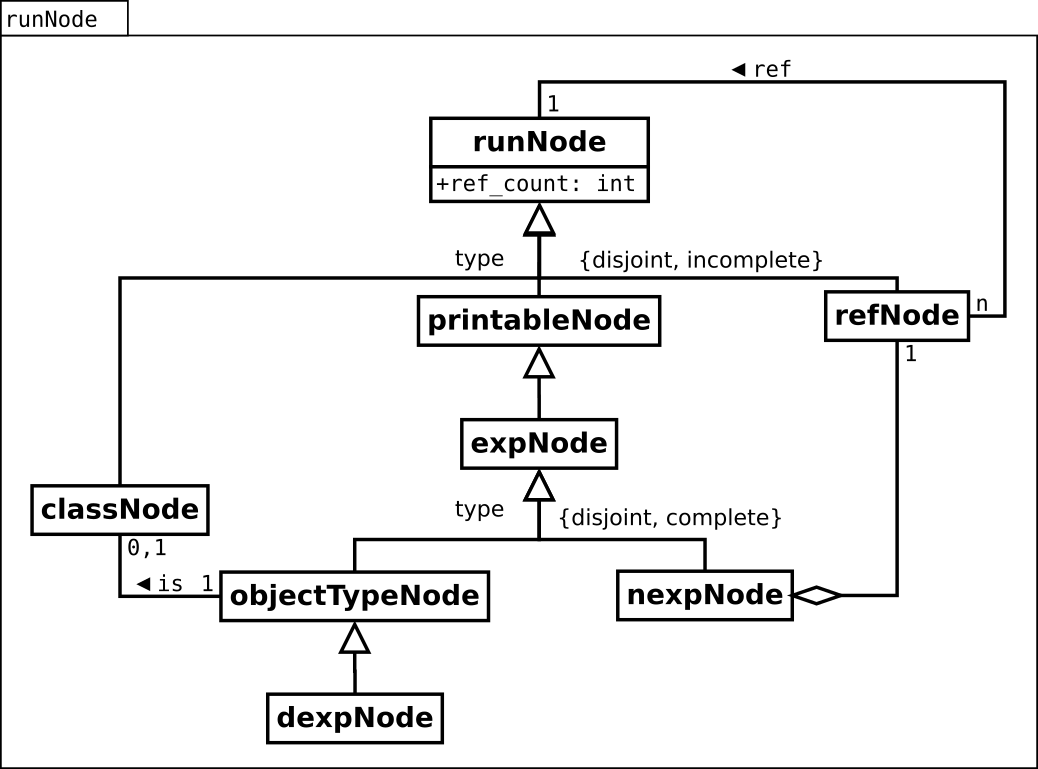 runNode
◄ ref
1
runNode
+ref_count: int
type
{disjoint, incomplete}
printableNode
refNode
n
1
expNode
type
{disjoint, complete}
classNode
0,1
◄ is 1
objectTypeNode
nexpNode
dexpNode